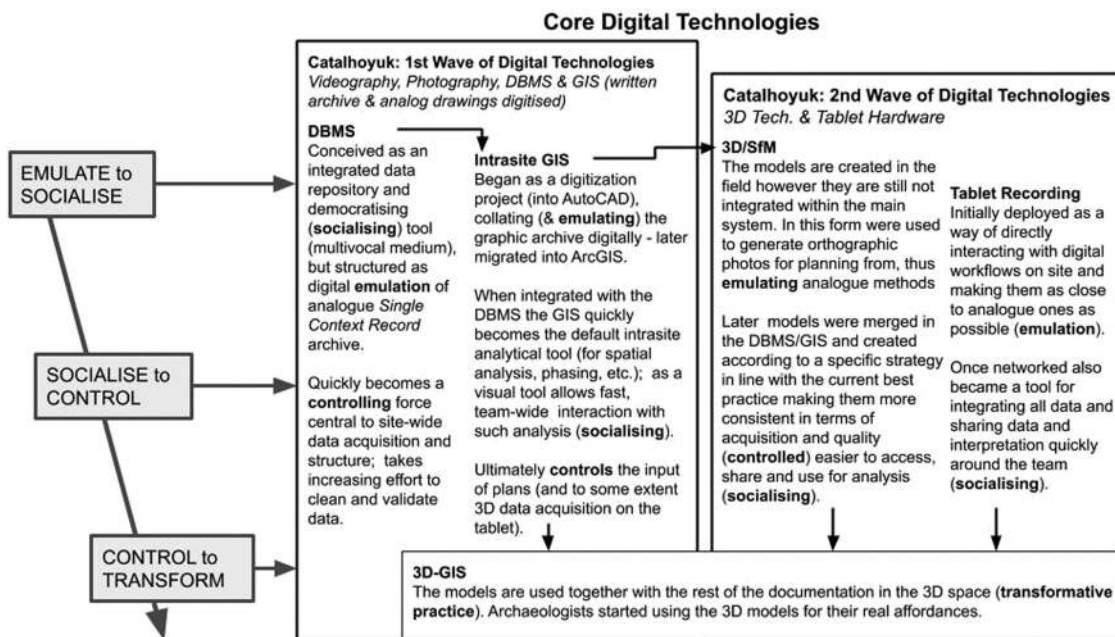 Core Digital Technologies
EMULATE to
SOCIALISE
SOCIALISE to
CONTROL
CONTROL to
TRANSFORM
Catalhoyuk: 1st Wave of Digital Technologies
Videography, Photography, DBMS & GIS (written
archive & analog drawings digitised)
DBMS
Conceived as an
integrated data
repository and
democratising
(socialising) tool
(multivocal medium),
but structured as
digital emulation of
analogue Single
Context Record
archive.
Quickly becomes a
controlling force
central to site-wide
data acquisition and
structure; takes
increasing effort to
clean and validate
data.
Intrasite GIS
Began as a digitization
project (into AutoCAD),
collating (& emulating) the
graphic archive digitally - later
migrated into ArcGIS.
When integrated with the
DBMS the GIS quickly
becomes the default intrasite
analytical tool (for spatial
analysis, phasing, etc.); as a
visual tool allows fast,
team-wide interaction with
such analysis (socialising).
Ultimately controls the input
of plans (and to some extent
3D data acquisition on the
tablet).
Catalhoyuk: 2nd Wave of Digital Technologies
3D Tech. & Tablet Hardware
3D/SfM
The models are created in the
field however they are still not
integrated within the main
system. In this form were used
to generate orthographic
photos for planning from, thus
emulating analogue methods
Later models were merged in
the DBMS/GIS and created
according to a specific strategy
in line with the current best
practice making them more
consistent in terms of
acquisition and quality
(controlled) easier to access,
share and use for analysis
(socialising).
Tablet Recording
Initially deployed as a
way of directly
interacting with digital
workflows on site and
making them as close
to analogue ones as
possible (emulation).
Once networked also
became a tool for
integrating all data and
sharing data and
interpretation quickly
around the team
(socialising).
3D-GIS
The models are used together with the rest of the documentation in the 3D space (transformative
practice). Archaeologists started using the 3D models for their real affordances.